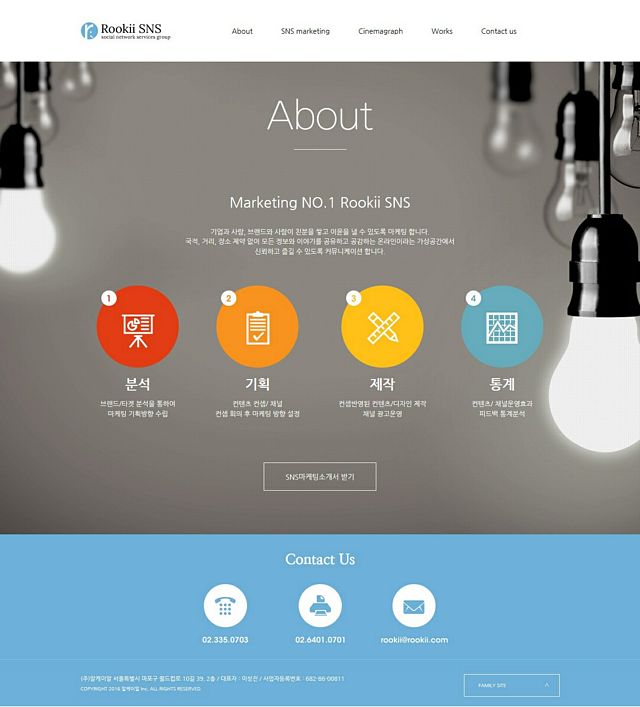 Rookii SNS
social network services group
About
SNS marketing
Cinemagraph
Works
Contact us
About
Marketing NO.1 Rookii SNS
기업과 사람, 브랜드와 사람이 친분을 쌓고 이윤을 낼 수 있도록 마케팅 합니다.
국적, 거리, 장소 제약 없이 모든 정보와 이야기를 공유하고 공감하는 온라인이라는 가상공간에서
신뢰하고 즐길 수 있도록 커뮤니케이션 합니다.
1
2
3
4
분석
기획
제작
통계
브랜드/타겟 분석을 통하여
마케팅 기획방향 수립
컨텐츠 컨셉/ 채널
컨셉 회의 후 마케팅 방향 설정
컨셉반영된 컨텐츠/디자인 제작
채널 광고운영
컨텐츠/ 채널운영효과
피드백 통계분석
SNS마케팅소개서 받기
Contact Us
02.335.0703
02.6401.0701
rookii@rookii.com
(주)알케이알 서울특별시 마포구 월드컵로 10길 39, 2층 / 대표자 : 이상진 / 사업자등록번호 : 682-86-00811
COPYRIGHT 2016 알케이알 Inc. ALL RIGHTS RESERVED.
FAMILY SITE